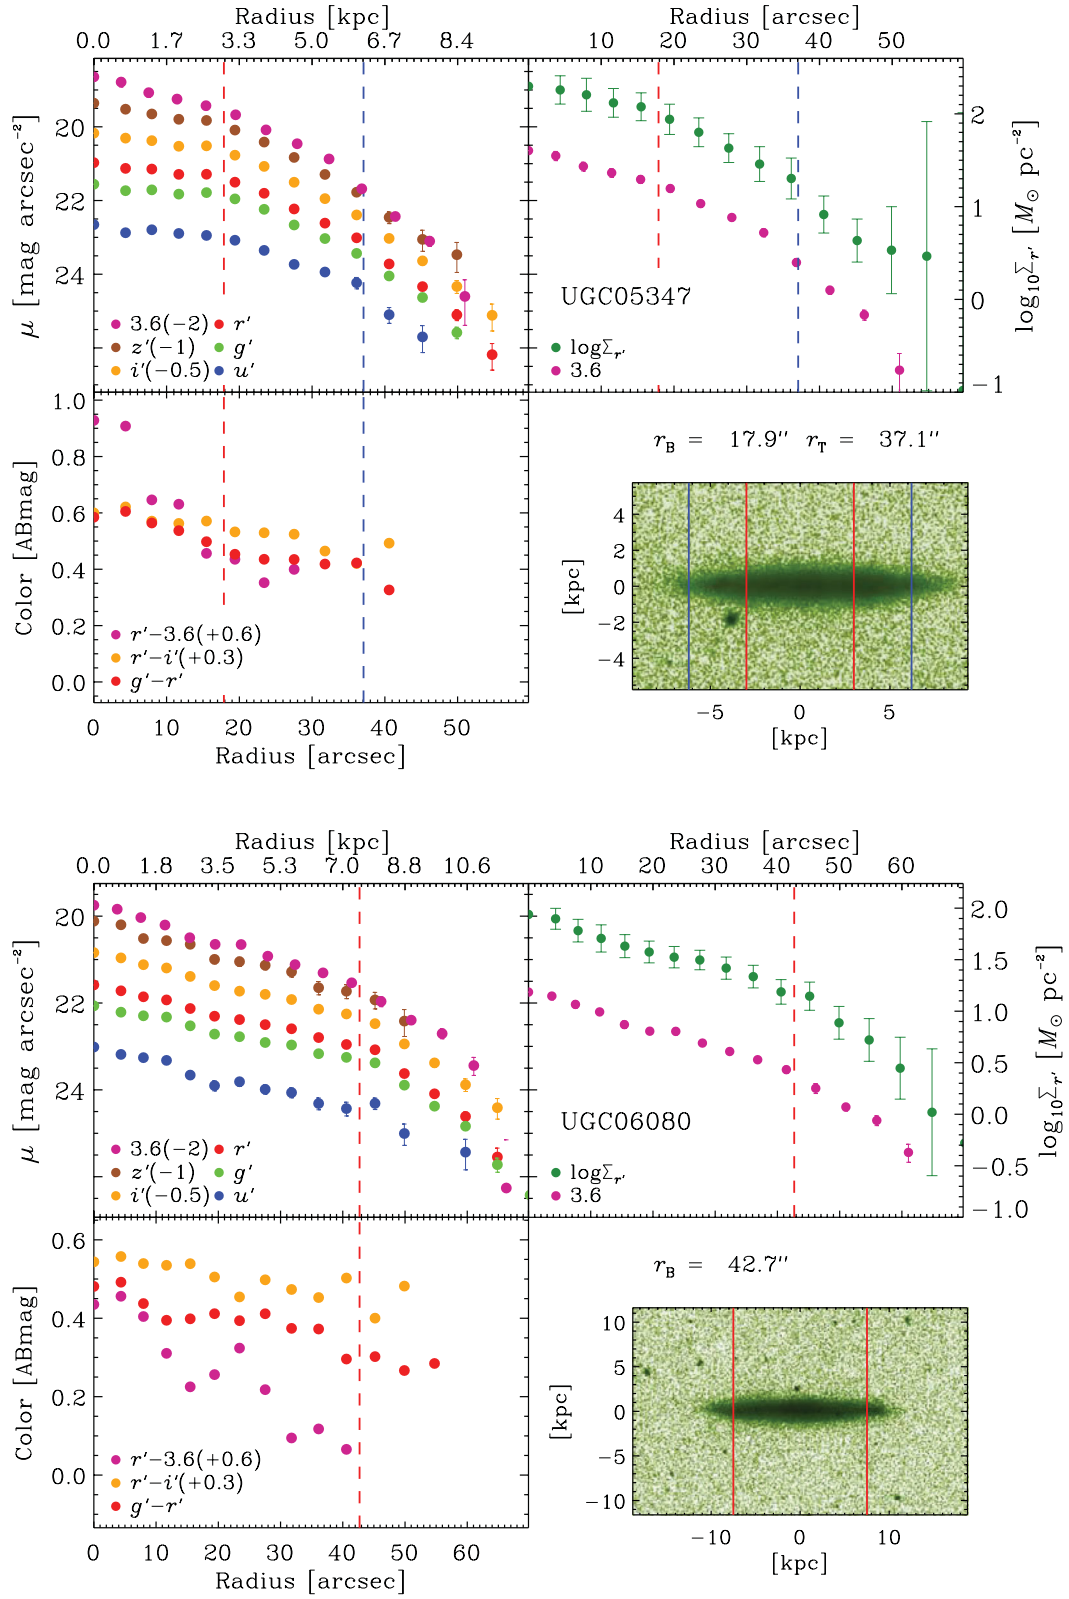 Radius [kpc] Radius [arcsec]
0.0 1.7 3.3 5.0 6.7 8.4 10 20 30 40 50
μ [mag arcsec⁻²]
20
22
24
3.6(−2) r′
z′(−1) g′
i′(−0.5) u′
UGC05347
logΣr′
3.6
2
1
0
−1
log₁₀Σr′ [M⊙ pc⁻²]
Color [ABmag]
1.0
0.8
0.6
0.4
0.2
0.0
r′−3.6(+0.6)
r′−i′(+0.3)
g′−r′
0 10 20 30 40 50
Radius [arcsec]
rB = 17.9″ rT = 37.1″
[kpc]
4
2
0
−2
−4
−5 0 5
[kpc]
Radius [kpc] Radius [arcsec]
0.0 1.8 3.5 5.3 7.0 8.8 10.6 10 20 30 40 50 60
μ [mag arcsec⁻²]
20
22
24
3.6(−2) r′
z′(−1) g′
i′(−0.5) u′
UGC06080
logΣr′
3.6
2.0
1.5
1.0
0.5
0.0
−0.5
−1.0
log₁₀Σr′ [M⊙ pc⁻²]
Color [ABmag]
0.6
0.4
0.2
0.0
r′−3.6(+0.6)
r′−i′(+0.3)
g′−r′
0 10 20 30 40 50 60
Radius [arcsec]
rB = 42.7″
[kpc]
10
5
0
−5
−10
−10 0 10
[kpc]